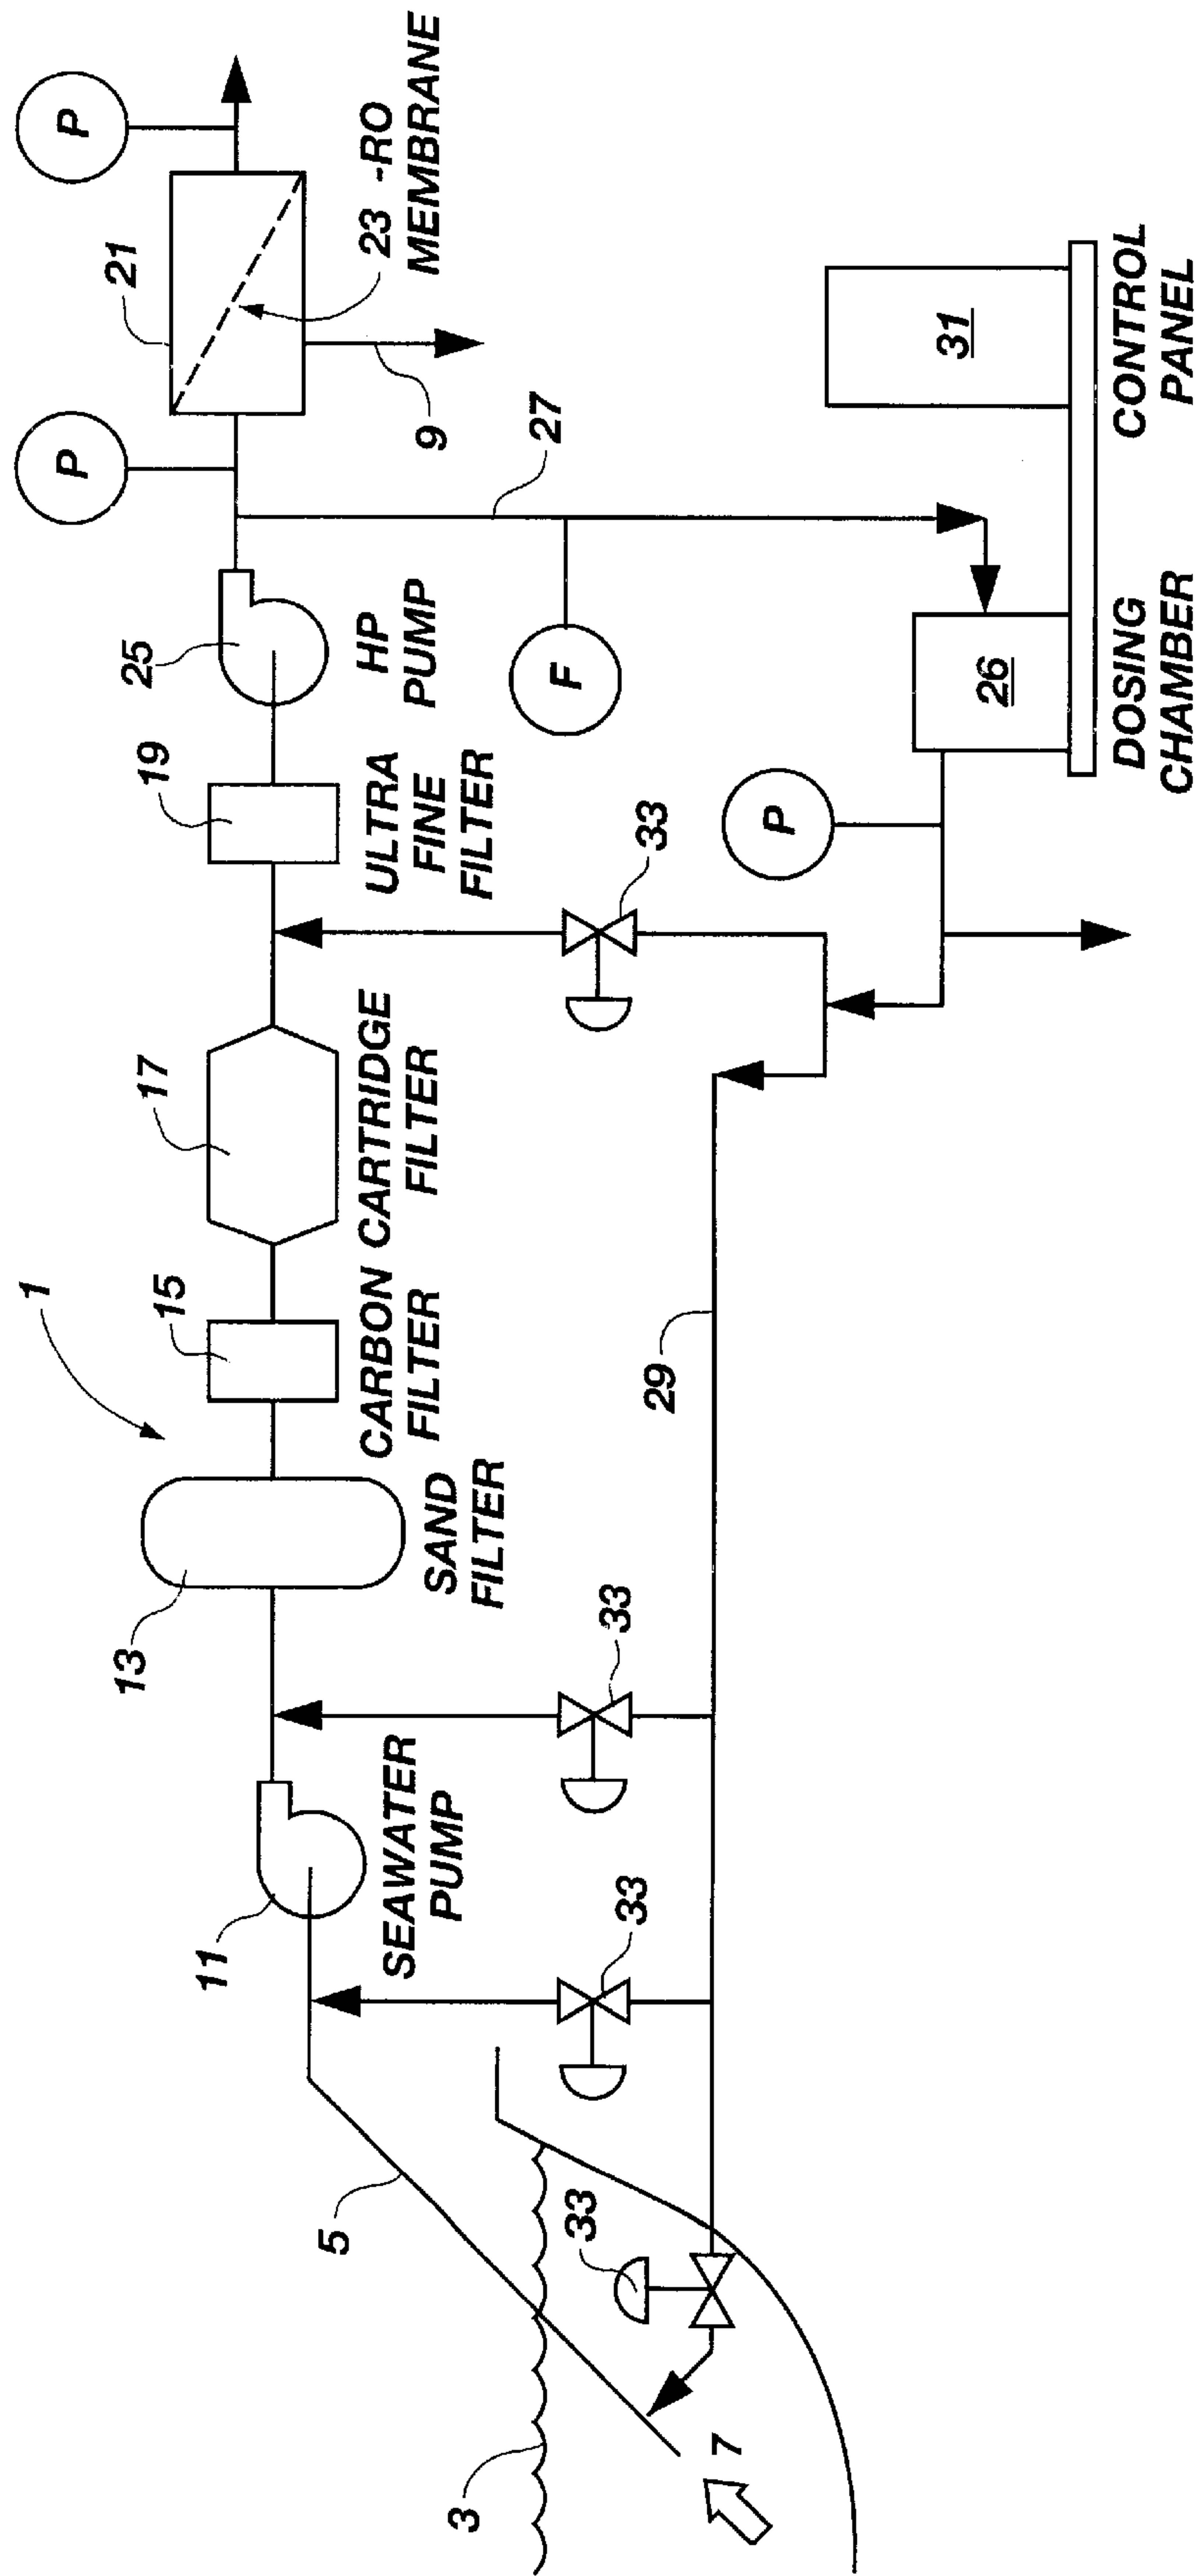 P
P
21
23 -RO
MEMBRANE
9
27
25
HP
PUMP
F
19
ULTRA
FINE
FILTER
31
CONTROL
PANEL
26
DOSING
CHAMBER
P
33
17
CARTRIDGE
FILTER
1
15
CARBON
FILTER
29
13
SAND
FILTER
33
11
SEAWATER
PUMP
33
5
33
3
7